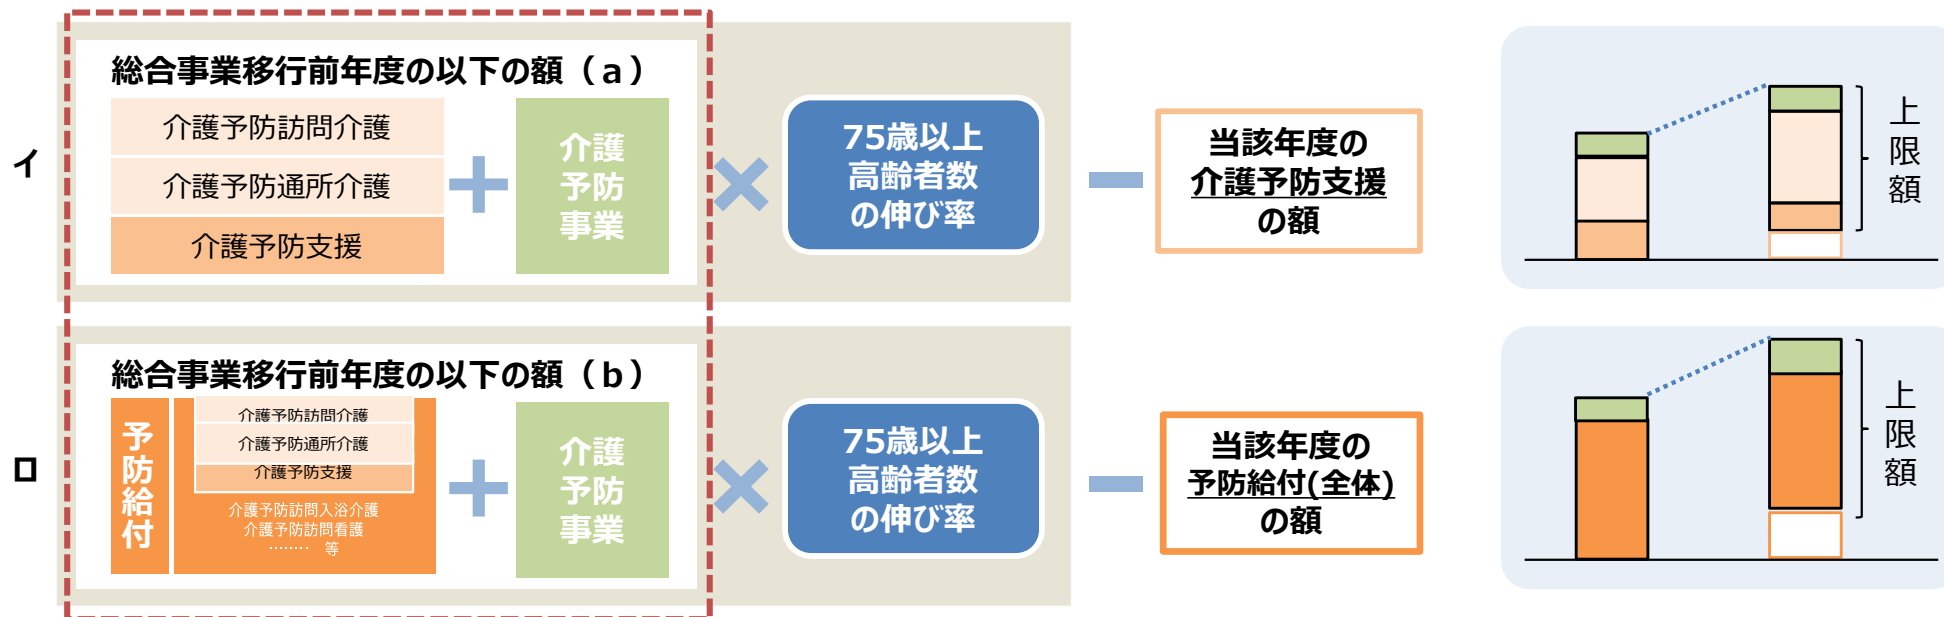 イ
総合事業移行前年度の以下の額（a）
介護予防訪問介護
介護予防通所介護
介護予防支援
＋
介護
予防
事業
×
75歳以上
高齢者数
の伸び率
－
当該年度の
介護予防支援
の額
上
限
額
ロ
総合事業移行前年度の以下の額（b）
予
防
給
付
介護予防訪問介護
介護予防通所介護
介護予防支援
介護予防訪問入浴介護
介護予防訪問看護
‥‥‥‥ 等
＋
介護
予防
事業
×
75歳以上
高齢者数
の伸び率
－
当該年度の
予防給付(全体)
の額
上
限
額